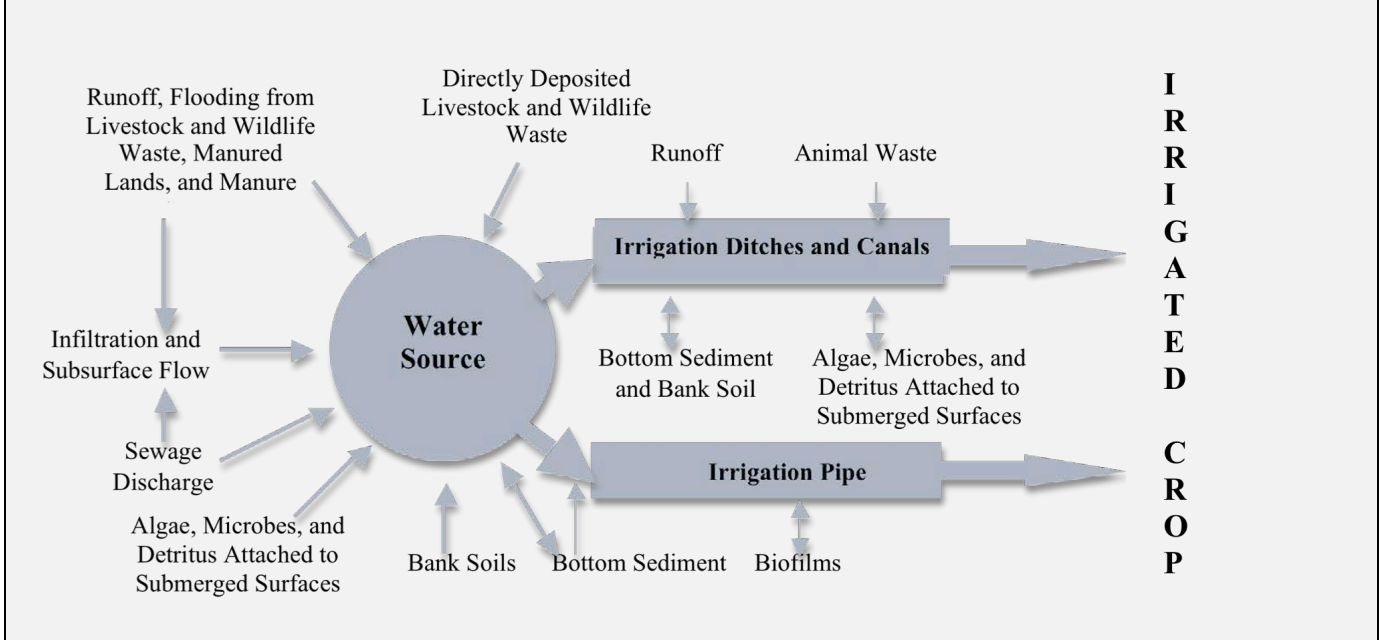 Runoff, Flooding from
Livestock and Wildlife
Waste, Manured
Lands, and Manure
Directly Deposited
Livestock and Wildlife
Waste
Runoff
Animal Waste
Irrigation Ditches and Canals
Water
Source
Infiltration and
Subsurface Flow
Bottom Sediment
and Bank Soil
Algae, Microbes, and
Detritus Attached to
Submerged Surfaces
Sewage
Discharge
Irrigation Pipe
Algae, Microbes, and
Detritus Attached to
Submerged Surfaces
Bank Soils
Bottom Sediment
Biofilms
I
R
R
I
G
A
T
E
D
C
R
O
P